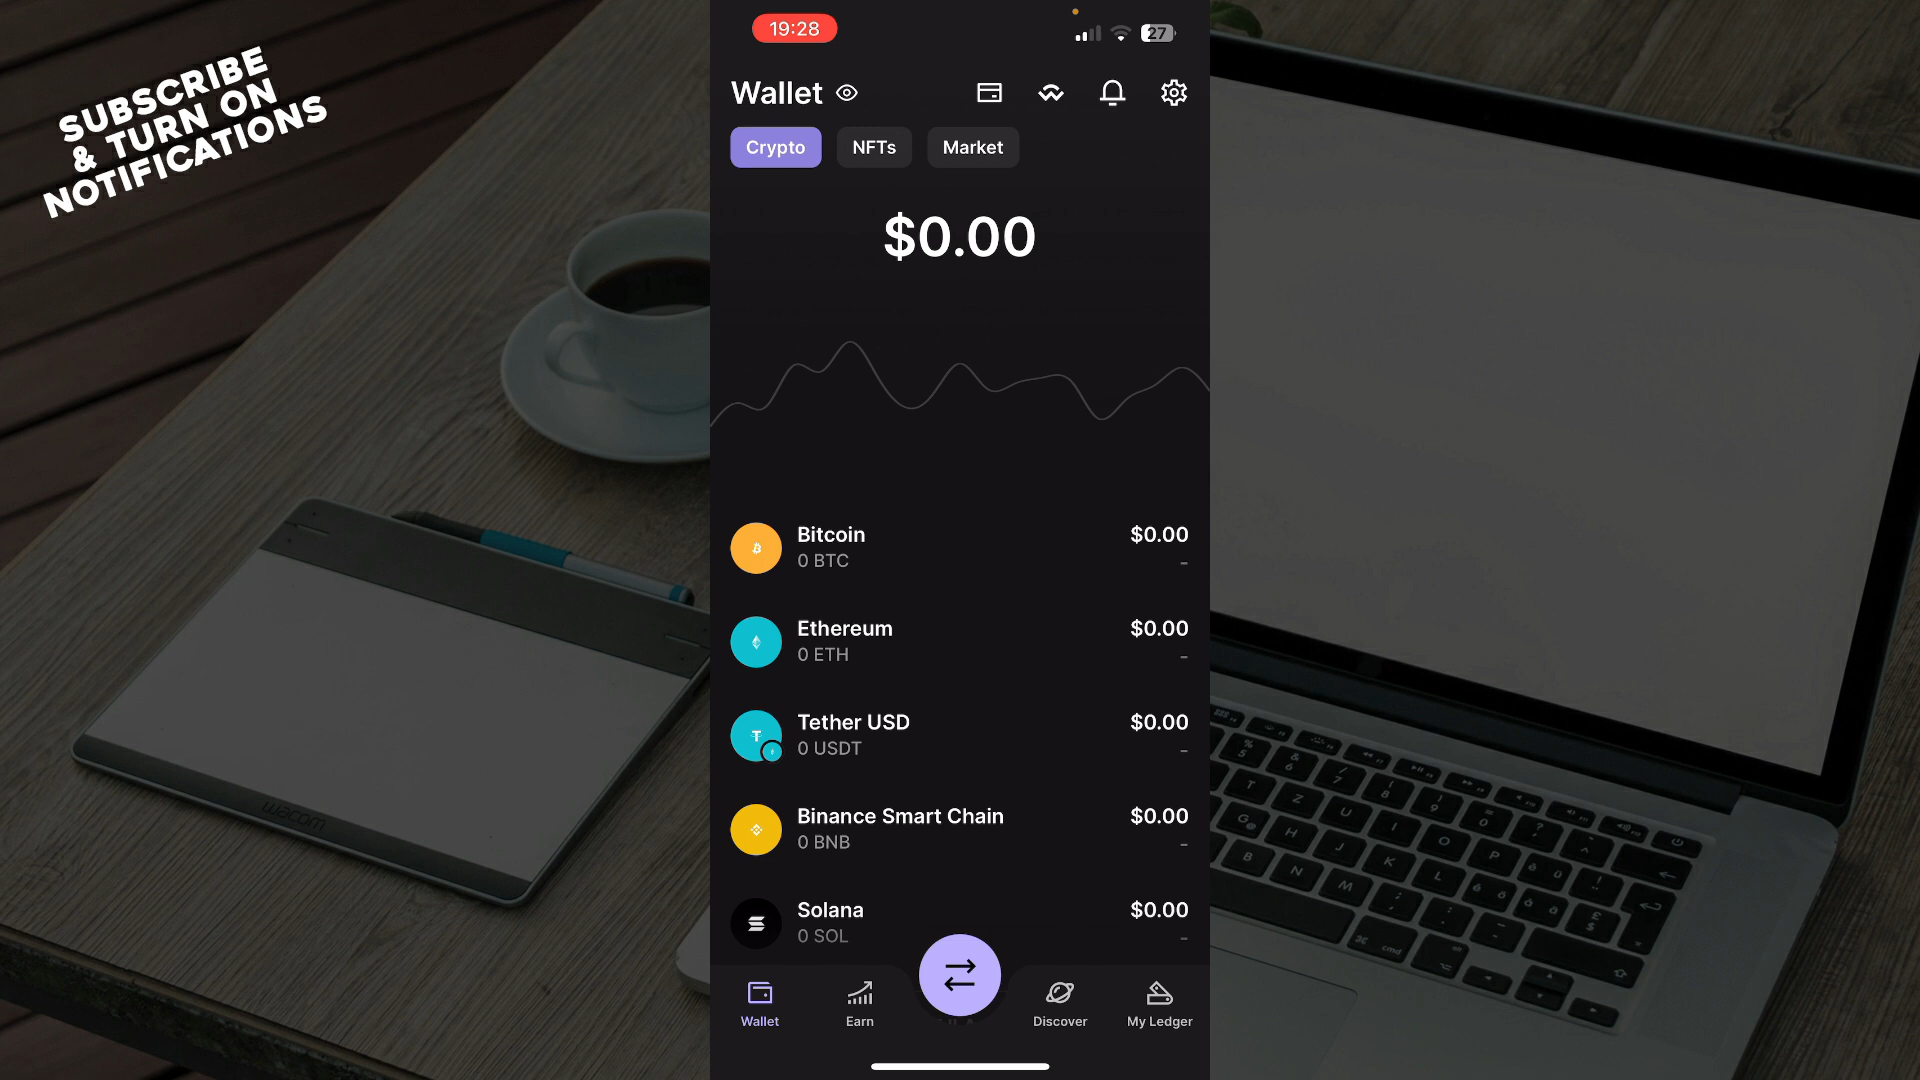 SUBSCRIBE
& TURN ON
NOTIFICATIONS
19:28
27
Wallet
Crypto NFTs Market
$0.00
Bitcoin $0.00
0 BTC -
Ethereum $0.00
0 ETH -
Tether USD $0.00
0 USDT -
Binance Smart Chain $0.00
0 BNB -
Solana $0.00
0 SOL -
Wallet Earn Discover My Ledger
wacom